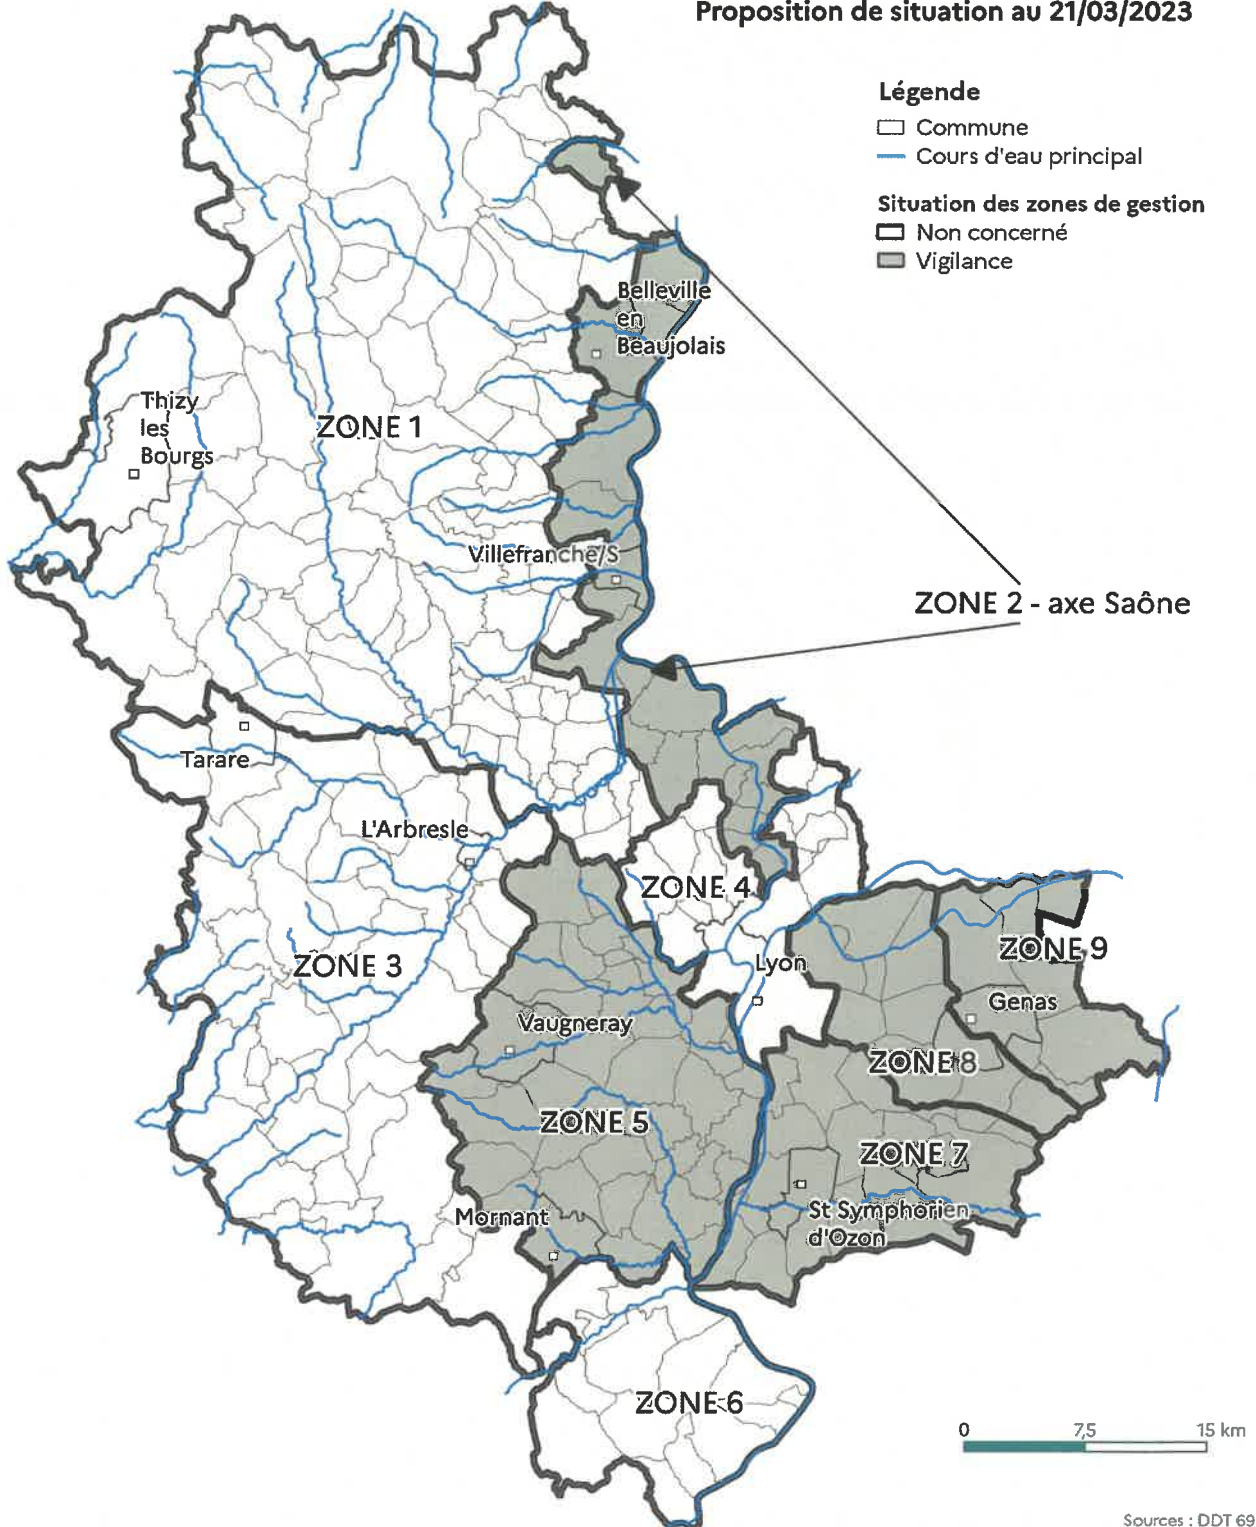 Proposition de situation au 21/03/2023
Légende
Commune
Cours d'eau principal
Situation des zones de gestion
Non concerné
Vigilance
Belleville
en
Beaujolais
Thizy
les
Bourgs
ZONE 1
Villefranche/S
ZONE 2 - axe Saône
Tarare
L'Arbresle
ZONE 4
ZONE 9
ZONE 3
Lyon
Genas
Vaugneray
ZONE 8
ZONE 5
ZONE 7
Mornant
St Symphorien
d'Ozon
ZONE 6
0 7,5 15 km
Sources : DDT 69